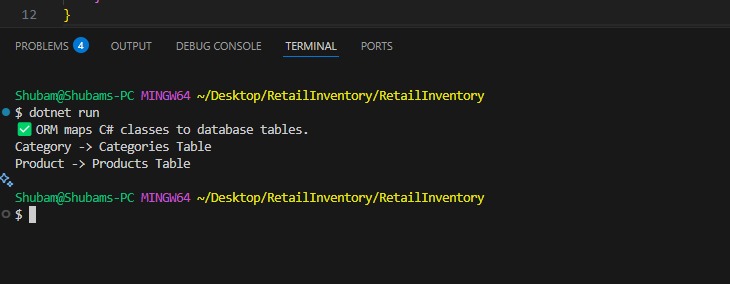 12 }
PROBLEMS 4 OUTPUT DEBUG CONSOLE TERMINAL PORTS
Shubam@Shubams-PC MINGW64 ~/Desktop/RetailInventory/RetailInventory
$ dotnet run
✅ ORM maps C# classes to database tables.
Category -> Categories Table
Product -> Products Table
Shubam@Shubams-PC MINGW64 ~/Desktop/RetailInventory/RetailInventory
$